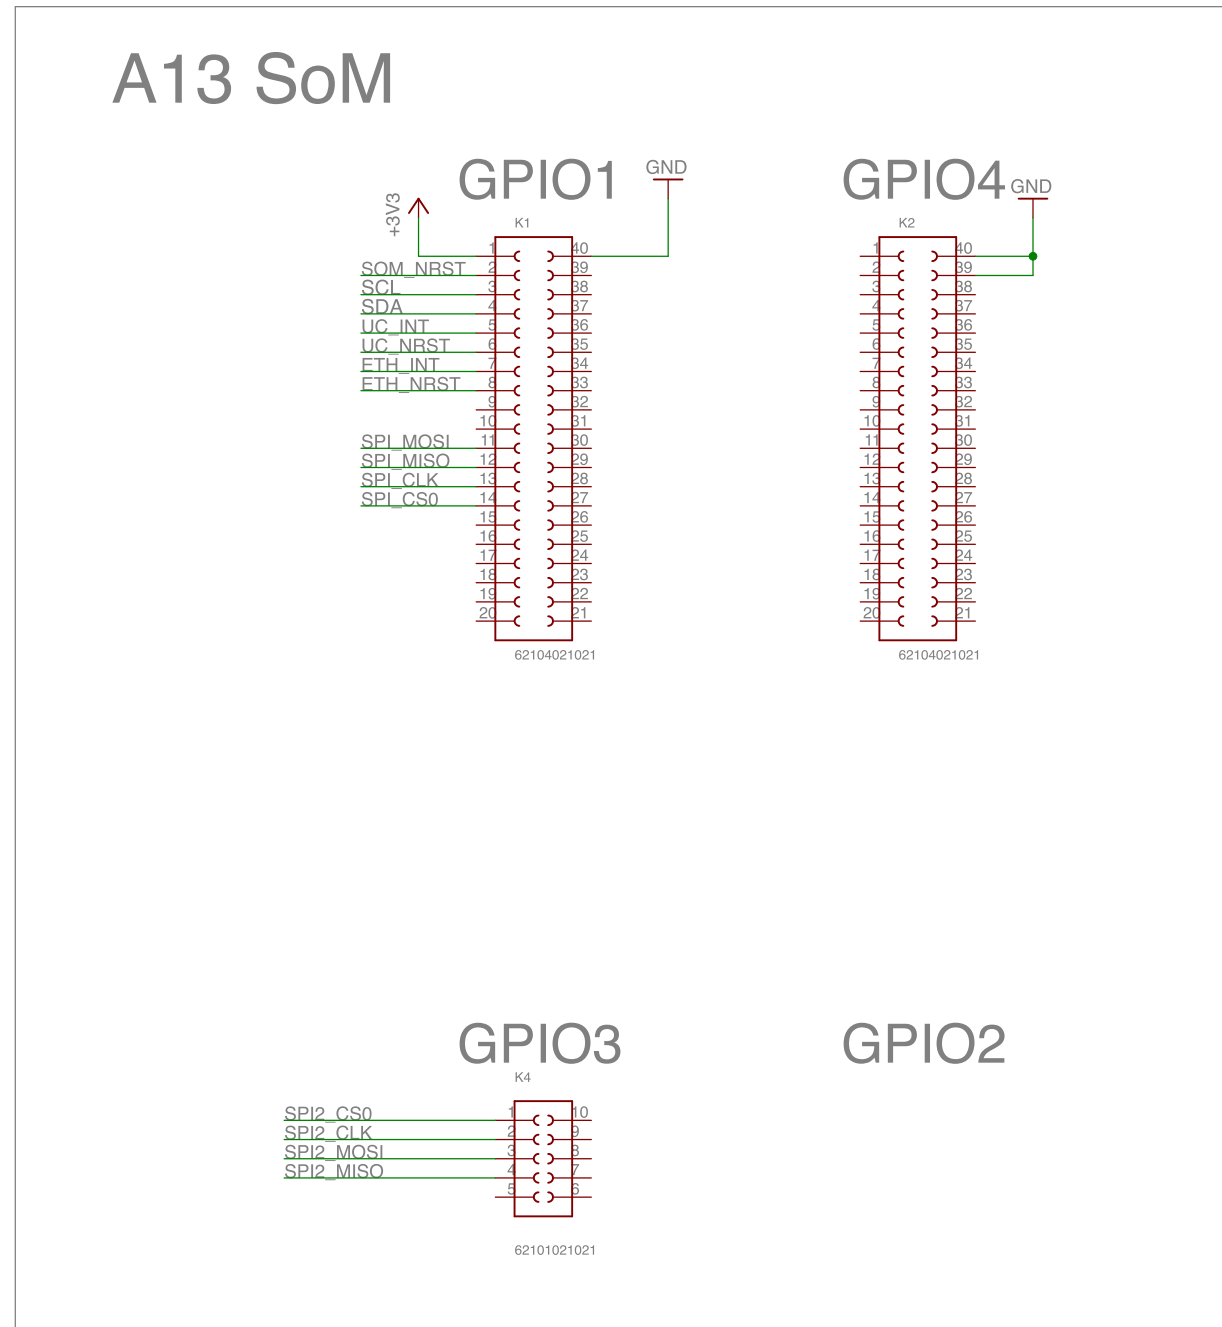 A13 SoM
GPIO1
GND
GPIO4
GND
+3V3
K1
K2
1 40
SOM_NRST 2 39
SCL 3 38
SDA 4 37
UC_INT 5 36
UC_NRST 6 35
ETH_INT 7 34
ETH_NRST 8 33
9 32
10 31
SPI_MOSI 11 30
SPI_MISO 12 29
SPI_CLK 13 28
SPI_CS0 14 27
15 26
16 25
17 24
18 23
19 22
20 21
62104021021
1 40
2 39
3 38
4 37
5 36
6 35
7 34
8 33
9 32
10 31
11 30
12 29
13 28
14 27
15 26
16 25
17 24
18 23
19 22
20 21
62104021021
GPIO3
GPIO2
K4
SPI2_CS0 1 10
SPI2_CLK 2 9
SPI2_MOSI 3 8
SPI2_MISO 4 7
5 6
62101021021